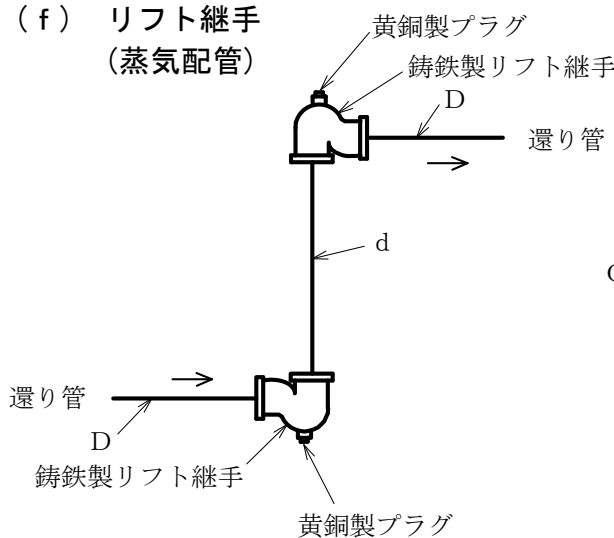 (f) リフト継手
(蒸気配管)
黄銅製プラグ
鋳鉄製リフト継手
D
還り管
d
還り管
D
鋳鉄製リフト継手
黄銅製プラグ